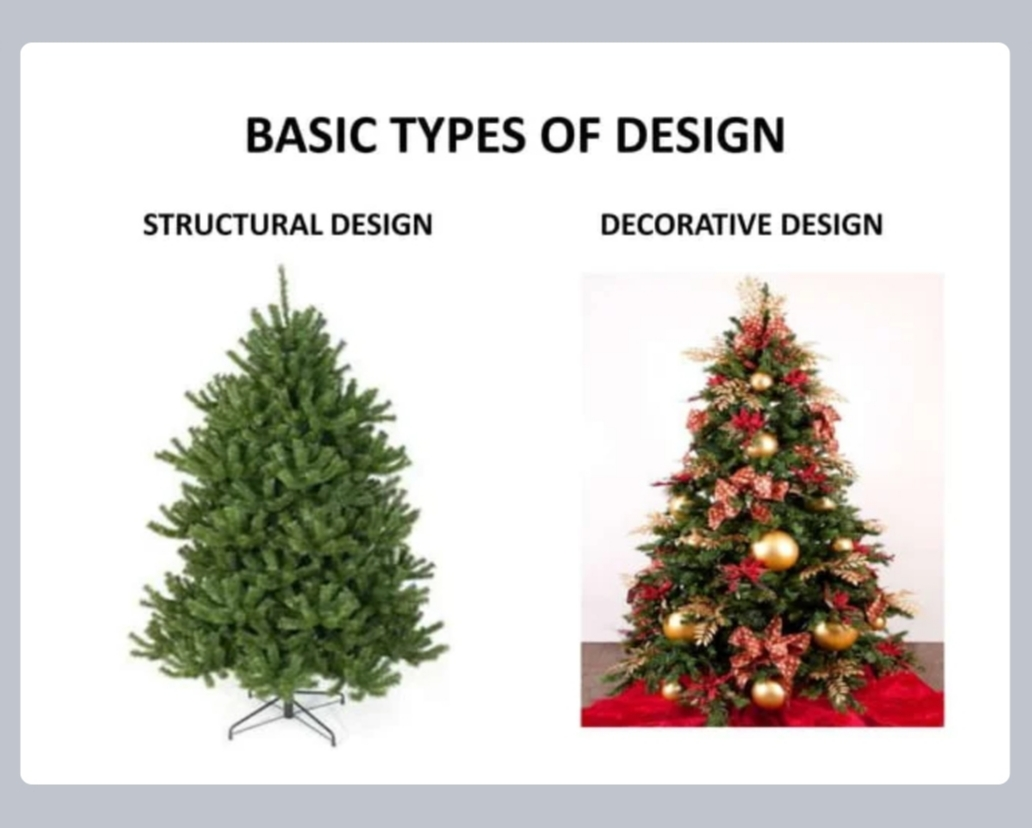 BASIC TYPES OF DESIGN
STRUCTURAL DESIGN
DECORATIVE DESIGN